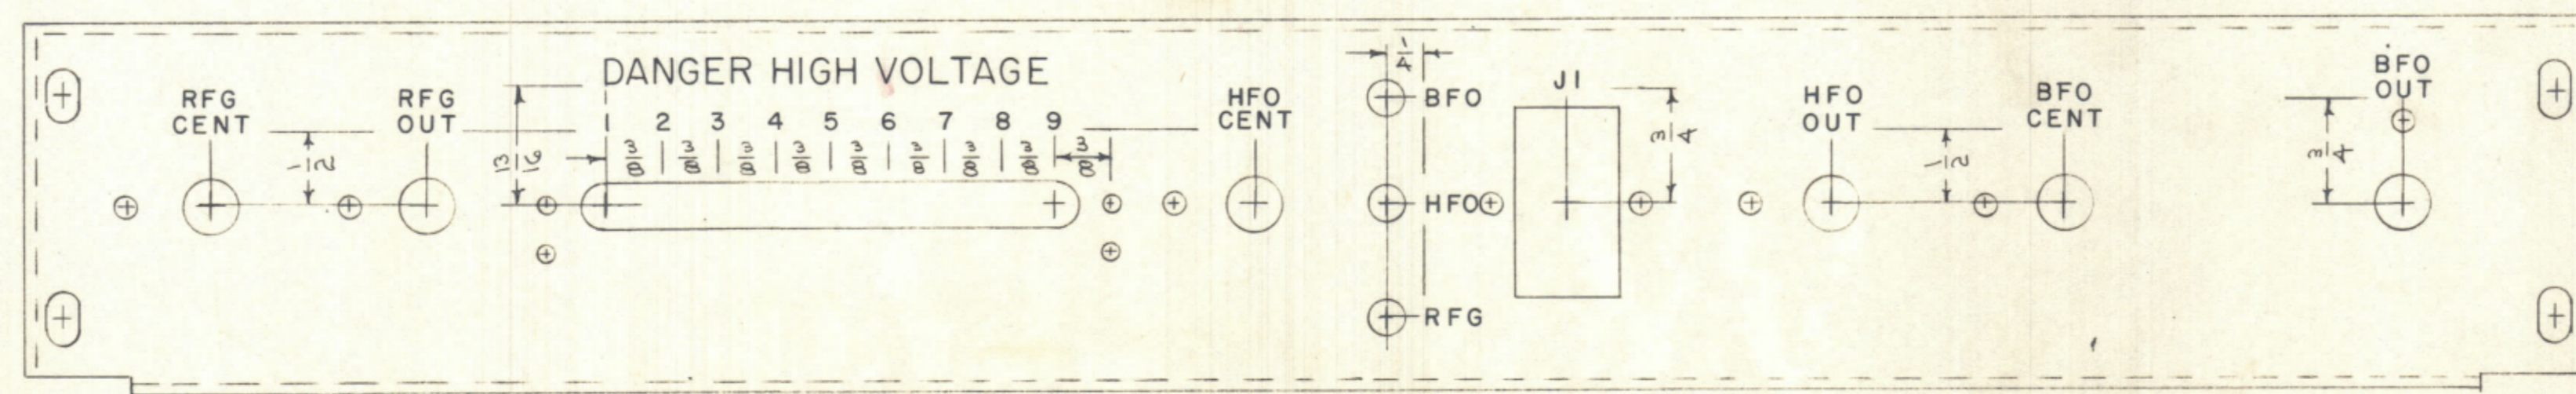 DANGER HIGH VOLTAGE
RFG
CENT
1/2
RFG
OUT
13/16
1 2 3 4 5 6 7 8 9
3/8 3/8 3/8 3/8 3/8 3/8 3/8 3/8 3/8
HFO
CENT
1/4
BFO
HFO
RFG
J1
3/4
HFO
OUT
1/2
BFO
CENT
3/4
BFO
OUT